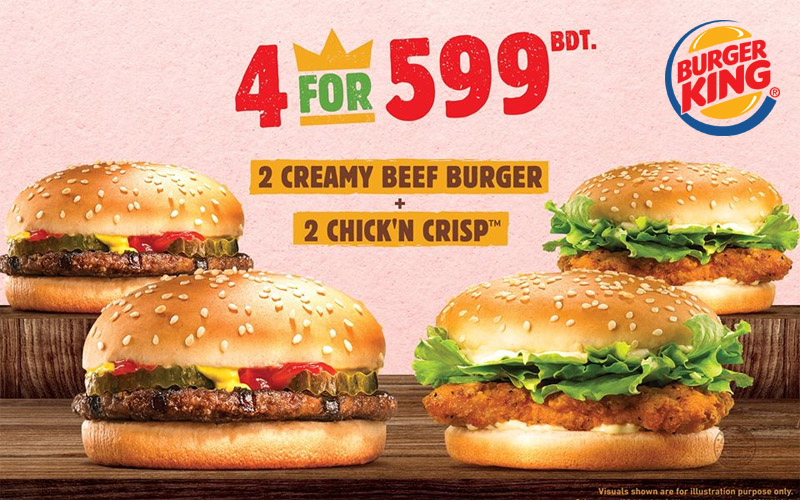 4 FOR 599 BDT.
BURGER
KING®
2 CREAMY BEEF BURGER
+
2 CHICK'N CRISP™
Visuals shown are for illustration purpose only.